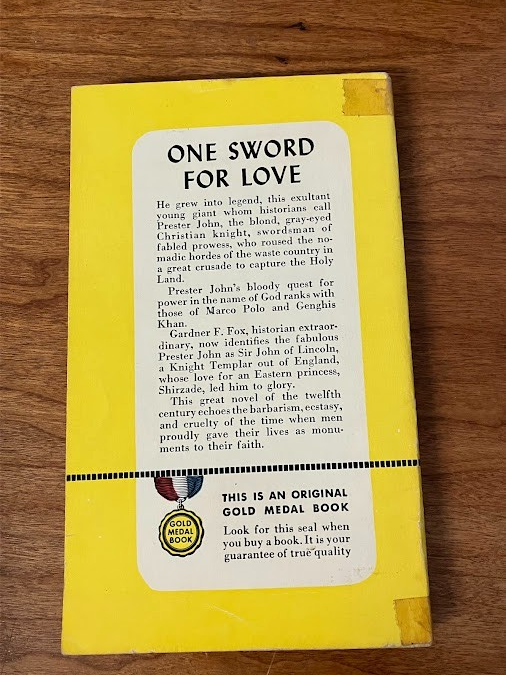 ONE SWORD
FOR LOVE
He grew into legend, this exultant
young giant whom historians call
Prester John, the blond, gray-eyed
Christian knight, swordsman of
fabled prowess, who roused the no-
madic hordes of the waste country in
a great crusade to capture the Holy
Land.
Prester John's bloody quest for
power in the name of God ranks with
those of Marco Polo and Genghis
Khan.
Gardner F. Fox, historian extraor-
dinary, now identifies the fabulous
Prester John as Sir John of Lincoln,
a Knight Templar out of England,
whose love for an Eastern princess,
Shirzade, led him to glory.
This great novel of the twelfth
century echoes the barbarism, ecstasy,
and cruelty of the time when men
proudly gave their lives as monu-
ments to their faith.
GOLD
MEDAL
BOOK
THIS IS AN ORIGINAL
GOLD MEDAL BOOK
Look for this seal when
you buy a book. It is your
guarantee of true quality